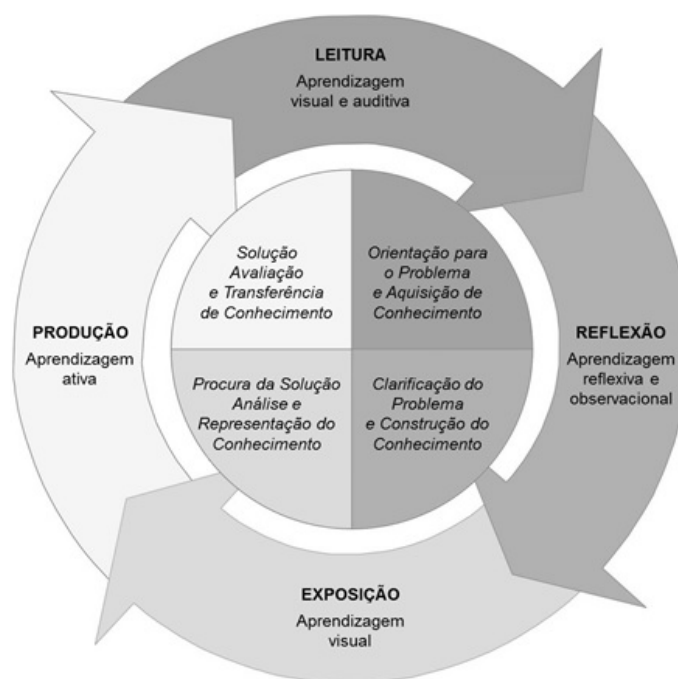 LEITURA
Aprendizagem
visual e auditiva
Solução
Avaliação
e Transferência
de Conhecimento
Orientação para
o Problema
e Aquisição de
Conhecimento
PRODUÇÃO
Aprendizagem
ativa
REFLEXÃO
Aprendizagem
reflexiva e
observacional
Procura da Solução
Análise e
Representação do
Conhecimento
Clarificação do
Problema
e Construção do
Conhecimento
EXPOSIÇÃO
Aprendizagem
visual